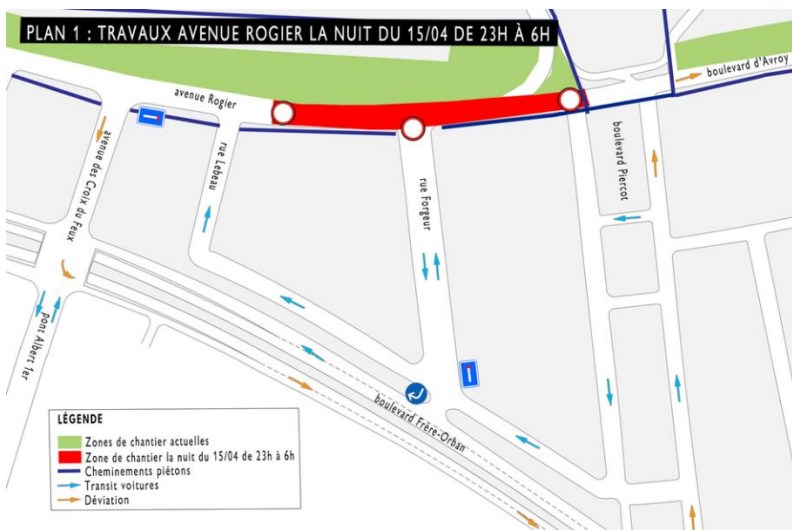 PLAN 1 : TRAVAUX AVENUE ROGIER LA NUIT DU 15/04 DE 23H À 6H
boulevard d'Avroy
avenue Rogier
avenue des Croix du Feux
rue Lebeau
rue Forgeur
boulevard Piercot
pont Albert 1er
boulevard Frère-Orban
LÉGENDE
Zones de chantier actuelles
Zone de chantier la nuit du 15/04 de 23h à 6h
Cheminements piétons
Transit voitures
Déviation